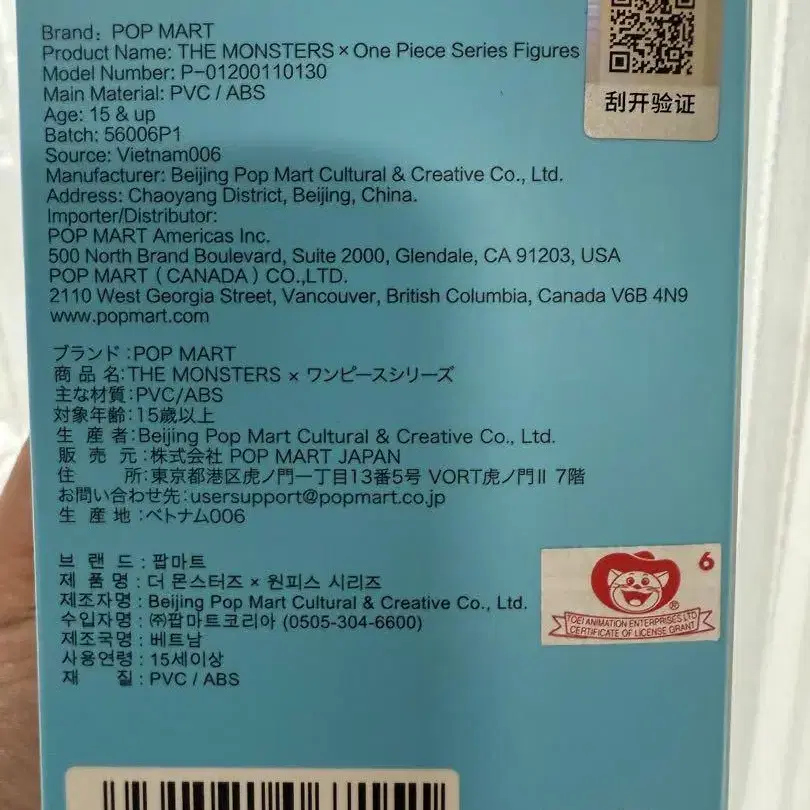 Brand: POP MART
Product Name: THE MONSTERS × One Piece Series Figures
Model Number: P-01200110130
Main Material: PVC / ABS
Age: 15 & up
Batch: 56006P1
Source: Vietnam006
Manufacturer: Beijing Pop Mart Cultural & Creative Co., Ltd.
Address: Chaoyang District, Beijing, China.
Importer/Distributor:
POP MART Americas Inc.
500 North Brand Boulevard, Suite 2000, Glendale, CA 91203, USA
POP MART ( CANADA ) CO.,LTD.
2110 West Georgia Street, Vancouver, British Columbia, Canada V6B 4N9
www.popmart.com
刮开验证
ブランド:POP MART
商 品 名:THE MONSTERS × ワンピースシリーズ
主な材質:PVC/ABS
対象年齢:15歳以上
生 産 者:Beijing Pop Mart Cultural & Creative Co., Ltd.
販 売 元:株式会社 POP MART JAPAN
住 所:東京都港区虎ノ門一丁目13番5号 VORT虎ノ門II 7階
お問い合わせ先:usersupport@popmart.co.jp
生 産 地:ベトナム006
브 랜 드 : 팝마트
제 품 명 : 더 몬스터즈 × 원피스 시리즈
제조자명 : Beijing Pop Mart Cultural & Creative Co., Ltd.
수입자명 : ㈜팝마트코리아 (0505-304-6600)
제조국명 : 베트남
사용연령 : 15세이상
재 질 : PVC / ABS
6
®
TOEI ANIMATION ENTERPRISES LTD
CERTIFICATE OF LICENSE GRANT